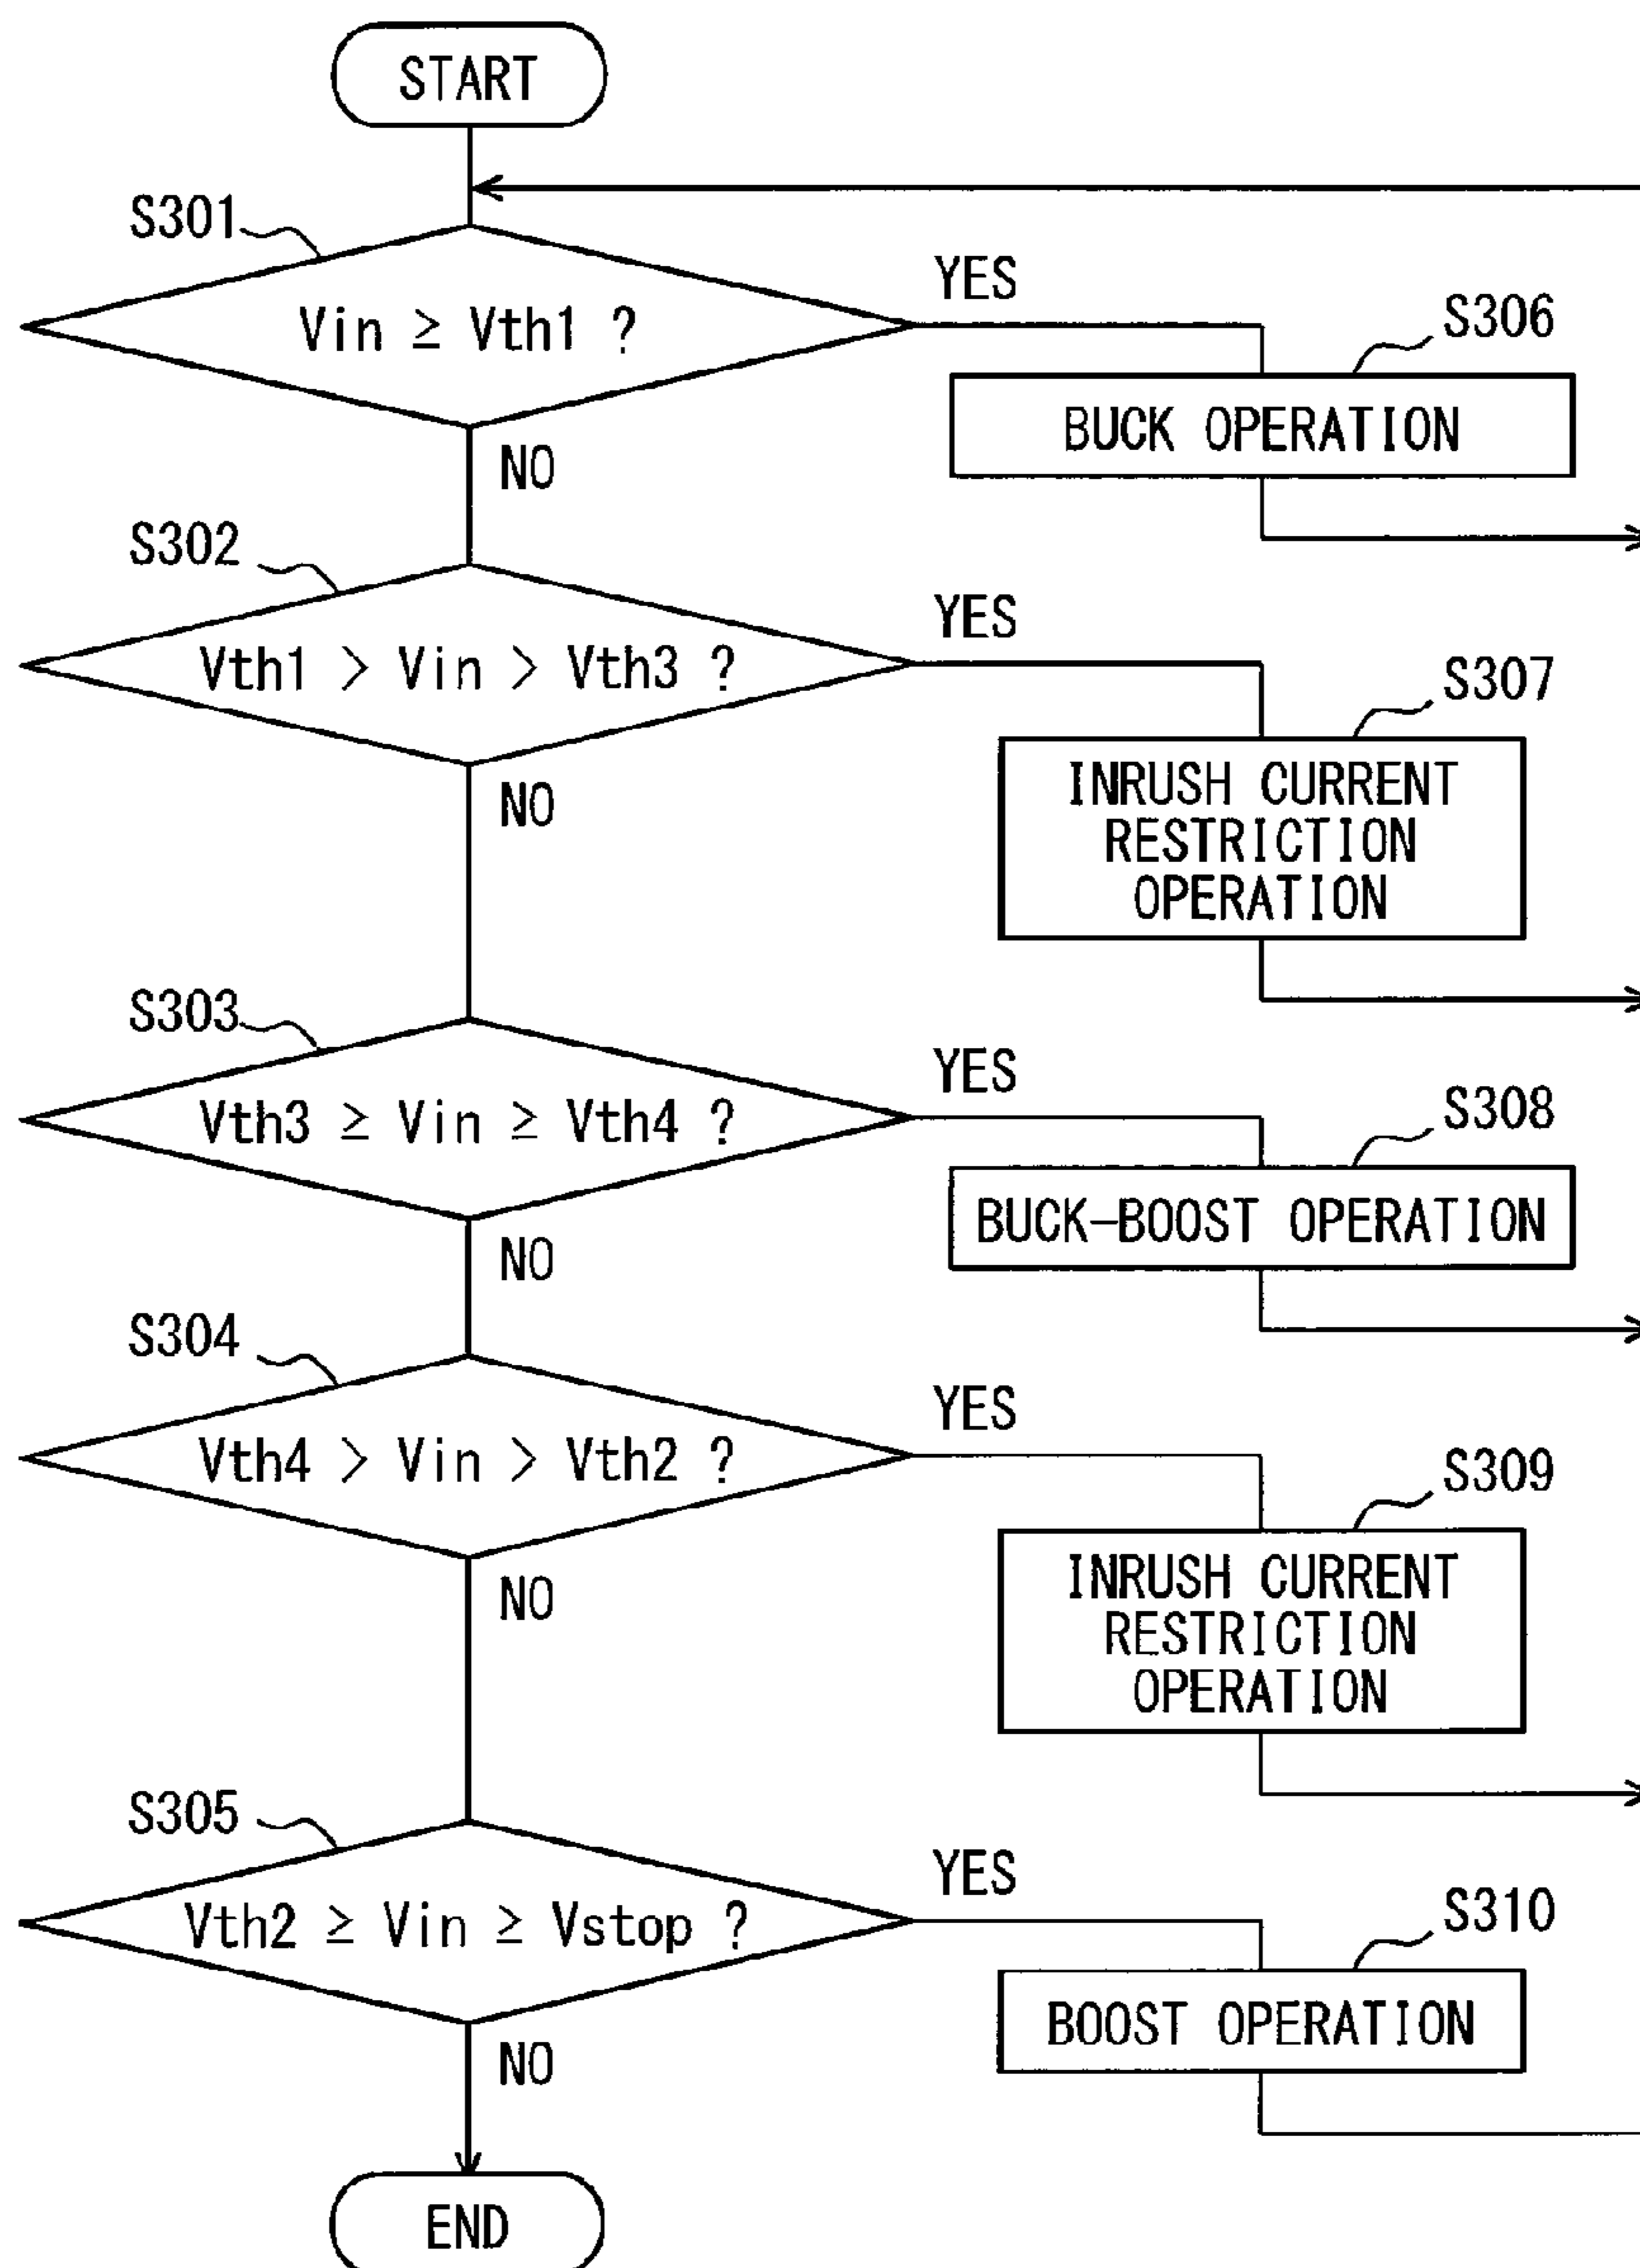 START
S301
Vin ≥ Vth1 ?
YES
NO
S306
BUCK OPERATION
S302
Vth1 > Vin > Vth3 ?
YES
NO
S307
INRUSH CURRENT
RESTRICTION
OPERATION
S303
Vth3 ≥ Vin ≥ Vth4 ?
YES
NO
S308
BUCK-BOOST OPERATION
S304
Vth4 > Vin > Vth2 ?
YES
NO
S309
INRUSH CURRENT
RESTRICTION
OPERATION
S305
Vth2 ≥ Vin ≥ Vstop ?
YES
NO
S310
BOOST OPERATION
END